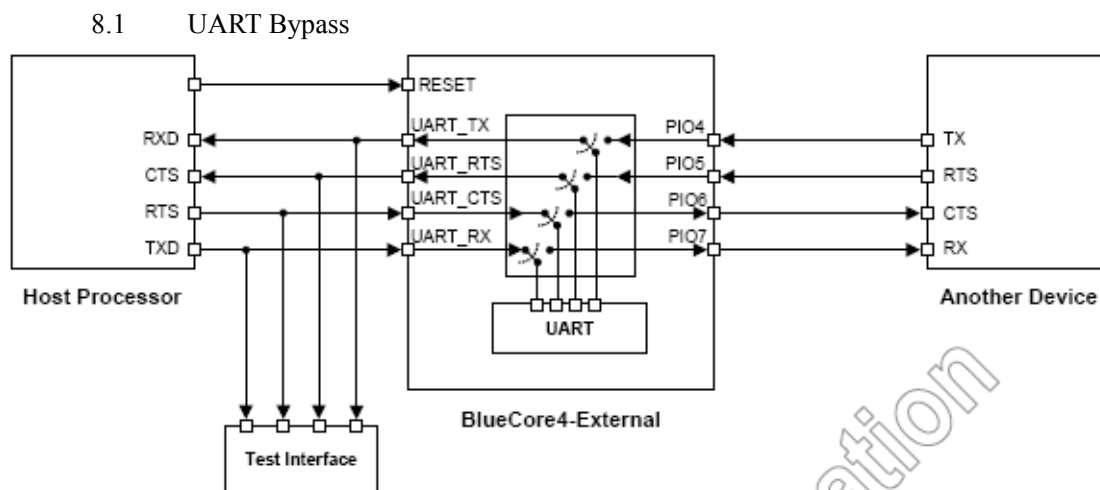 8.1 UART Bypass
RESET
RXD
UART_TX
PIO4
TX
CTS
UART_RTS
PIO5
RTS
RTS
UART_CTS
PIO6
CTS
TXD
UART_RX
PIO7
RX
Host Processor
Another Device
UART
BlueCore4-External
Test Interface